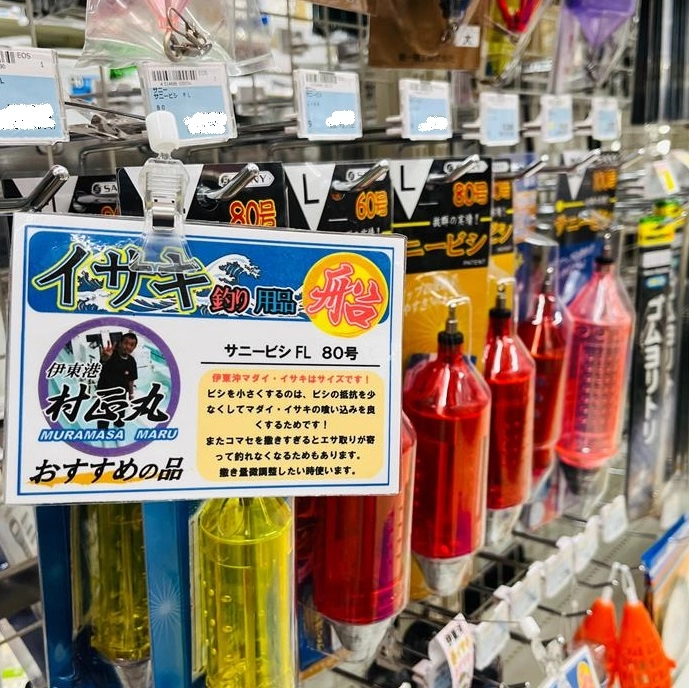 サニービシ FL
80号
L
60号
L
80号
サニービシ
PATENT
イサキ 釣り 用品 船
伊東港
村正丸
MURAMASA MARU
おすすめの品
サニービシ FL 80号
伊東沖マダイ・イサキはサイズです！
ビシを小さくするのは、ビシの抵抗を少
なくしてマダイ・イサキの喰い込みを良
くするためです！
またコマセを撒きすぎるとエサ取りが寄
って釣れなくなるためもあります。
撒き量微調整したい時使います。
ゴムヨリトリ